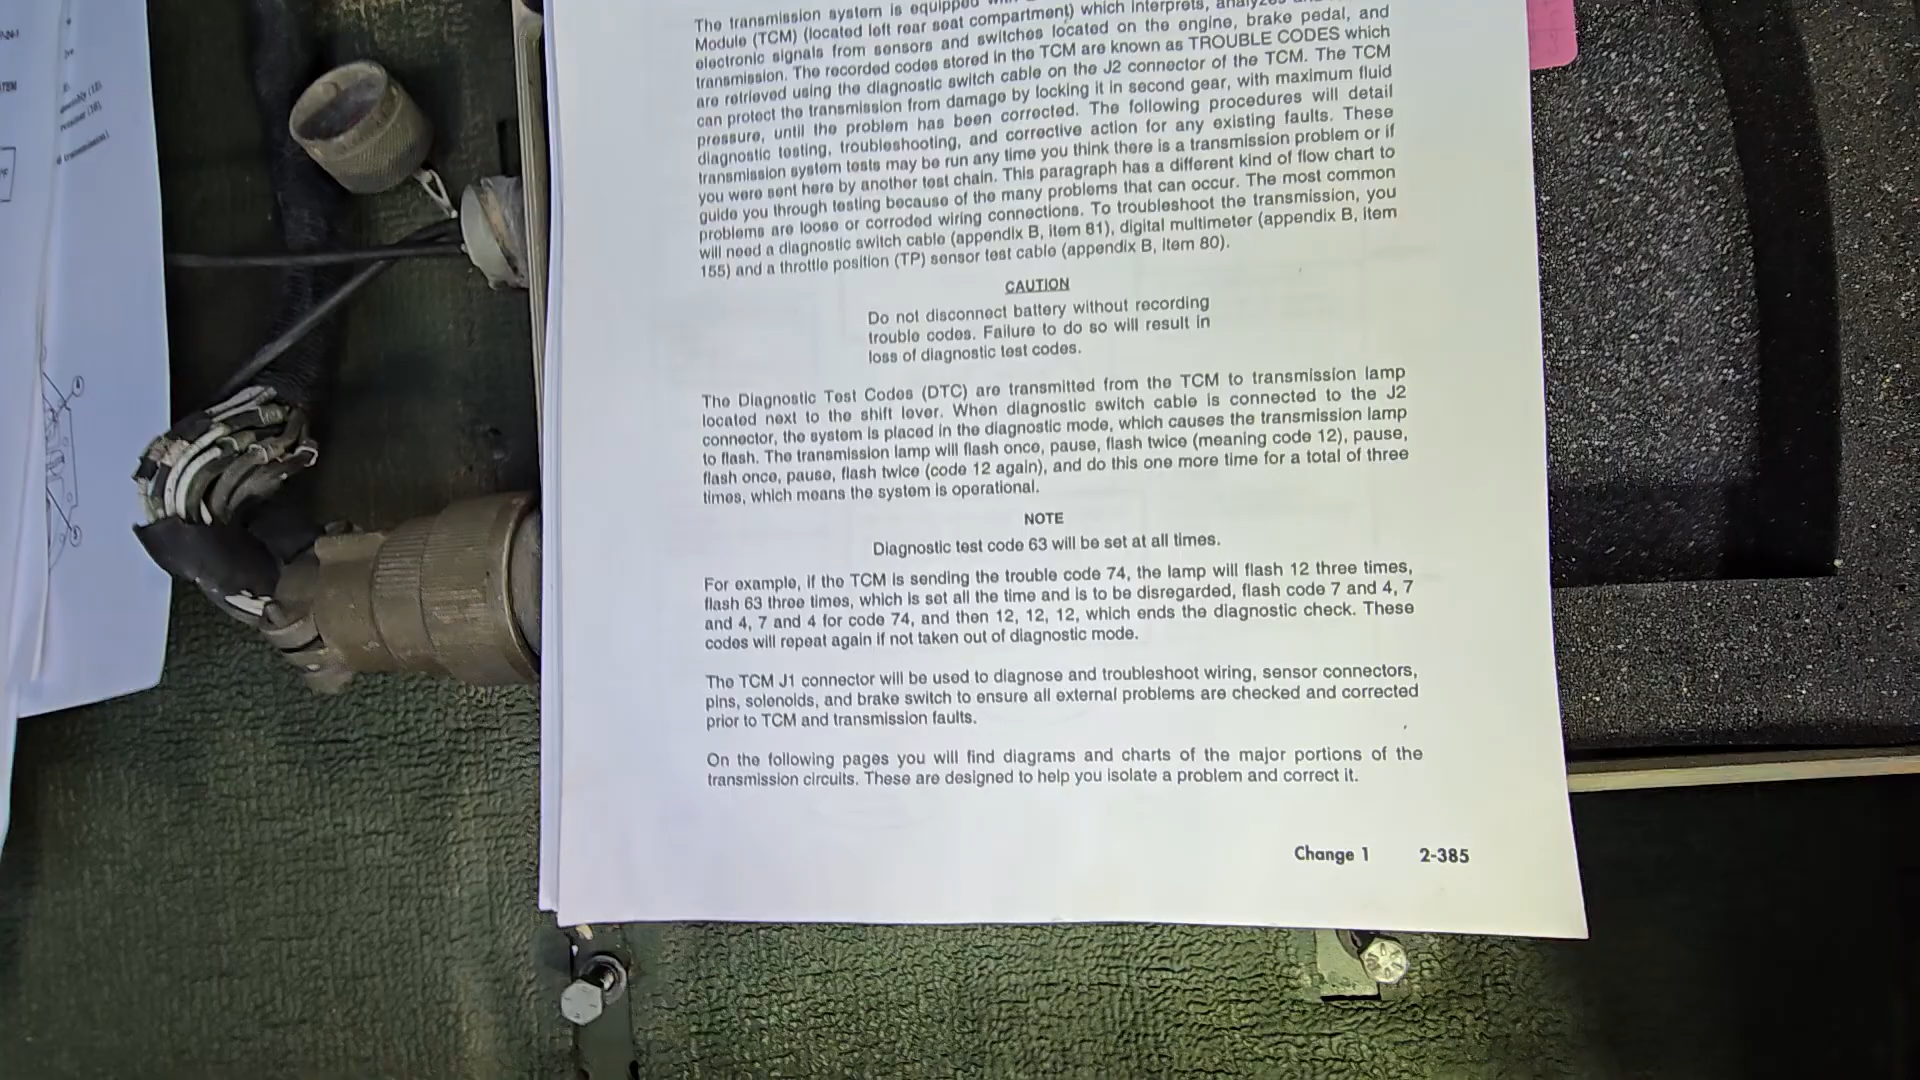 The transmission system is equipped
Module (TCM) (located left rear seat compartment) which interprets, analyzes
electronic signals from sensors and switches located on the engine, brake pedal, and
transmission. The recorded codes stored in the TCM are known as TROUBLE CODES which
are retrieved using the diagnostic switch cable on the J2 connector of the TCM. The TCM
can protect the transmission from damage by locking it in second gear, with maximum fluid
pressure, until the problem has been corrected. The following procedures will detail
diagnostic testing, troubleshooting, and corrective action for any existing faults. These
transmission system tests may be run any time you think there is a transmission problem or if
you were sent here by another test chain. This paragraph has a different kind of flow chart to
guide you through testing because of the many problems that can occur. The most common
problems are loose or corroded wiring connections. To troubleshoot the transmission, you
will need a diagnostic switch cable (appendix B, item 81), digital multimeter (appendix B, item
155) and a throttle position (TP) sensor test cable (appendix B, item 80).
CAUTION
Do not disconnect battery without recording
trouble codes. Failure to do so will result in
loss of diagnostic test codes.
The Diagnostic Test Codes (DTC) are transmitted from the TCM to transmission lamp
located next to the shift lever. When diagnostic switch cable is connected to the J2
connector, the system is placed in the diagnostic mode, which causes the transmission lamp
to flash. The transmission lamp will flash once, pause, flash twice (meaning code 12), pause,
flash once, pause, flash twice (code 12 again), and do this one more time for a total of three
times, which means the system is operational.
NOTE
Diagnostic test code 63 will be set at all times.
For example, if the TCM is sending the trouble code 74, the lamp will flash 12 three times,
flash 63 three times, which is set all the time and is to be disregarded, flash code 7 and 4, 7
and 4, 7 and 4 for code 74, and then 12, 12, 12, which ends the diagnostic check. These
codes will repeat again if not taken out of diagnostic mode.
The TCM J1 connector will be used to diagnose and troubleshoot wiring, sensor connectors,
pins, solenoids, and brake switch to ensure all external problems are checked and corrected
prior to TCM and transmission faults.
On the following pages you will find diagrams and charts of the major portions of the
transmission circuits. These are designed to help you isolate a problem and correct it.
Change 1 2-385